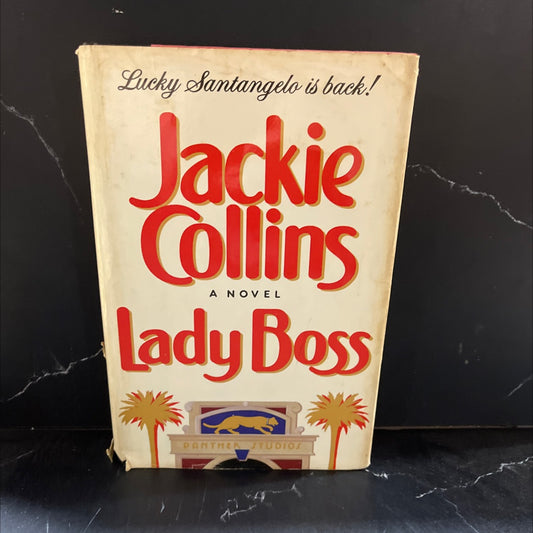 Lucky Santangelo is back!
Jackie
Collins
A NOVEL
Lady Boss
PANTHER STUDIOS